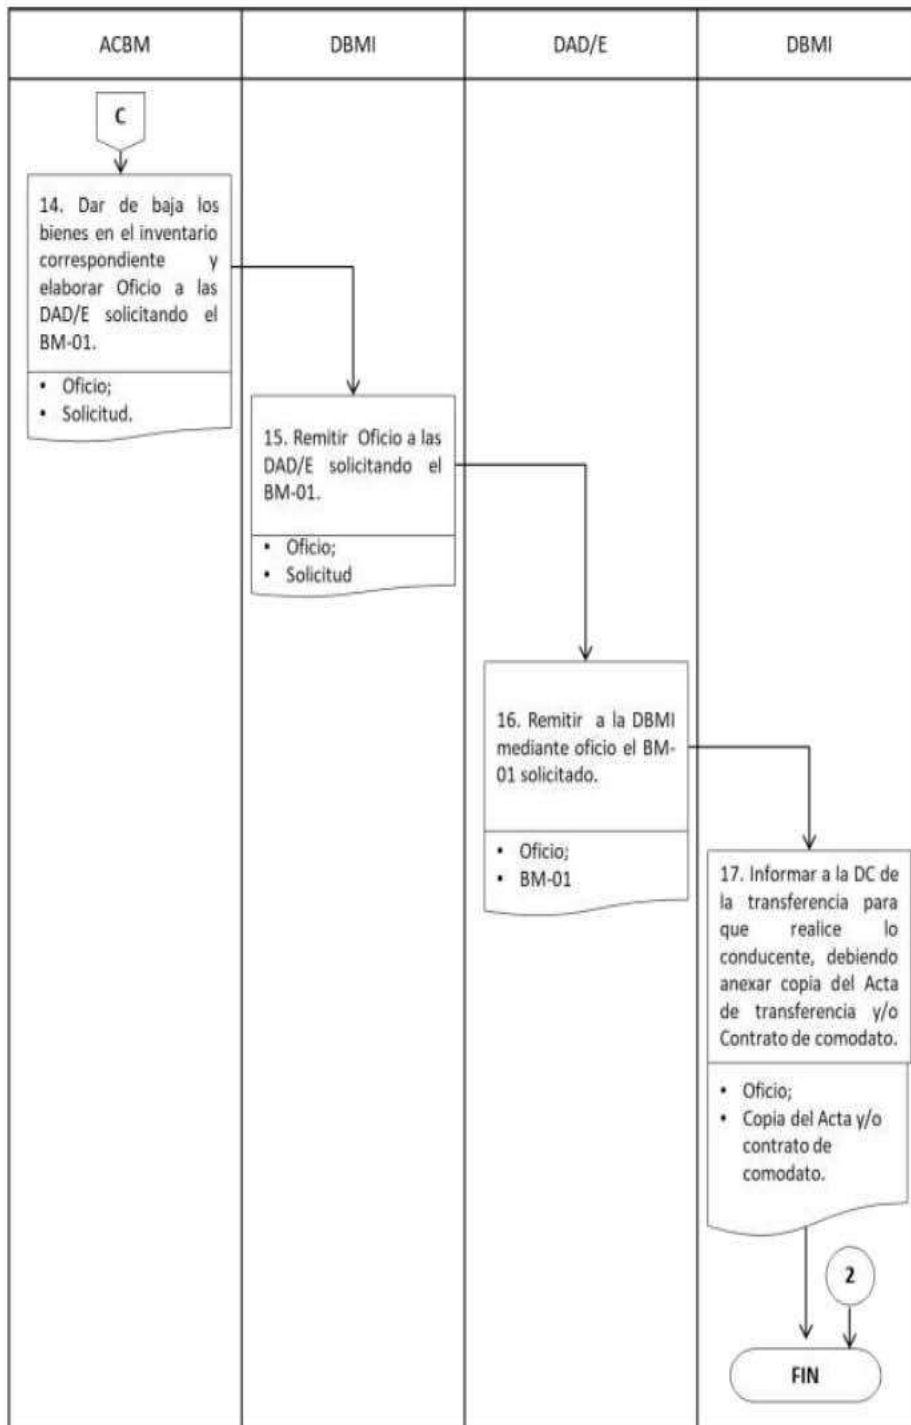 ACBM
DBMI
DAD/E
DBMI
C
14. Dar de baja los
bienes en el inventario
correspondiente y
elaborar Oficio a las
DAD/E solicitando el
BM-01.
• Oficio;
• Solicitud.
15. Remitir Oficio a las
DAD/E solicitando el
BM-01.
• Oficio;
• Solicitud
16. Remitir a la DBMI
mediante oficio el BM-
01 solicitado.
• Oficio;
• BM-01
17. Informar a la DC de
la transferencia para
que realice lo
conducente, debiendo
anexar copia del Acta
de transferencia y/o
Contrato de comodato.
• Oficio;
• Copia del Acta y/o
contrato de
comodato.
2
FIN